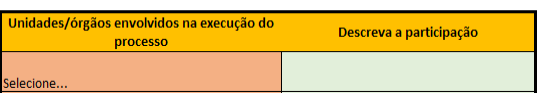 Unidades/órgãos envolvidos na execução do
processo
Descreva a participação
Selecione...